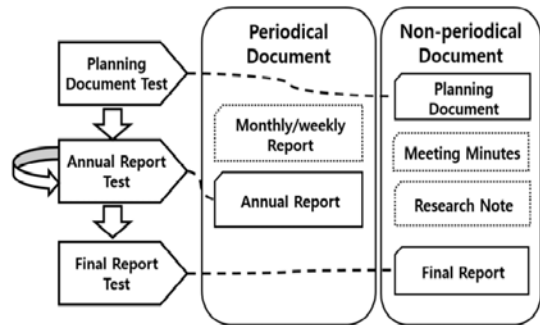 Planning
Document Test
Annual Report
Test
Final Report
Test
Periodical
Document
Monthly/weekly
Report
Annual Report
Non-periodical
Document
Planning
Document
Meeting Minutes
Research Note
Final Report